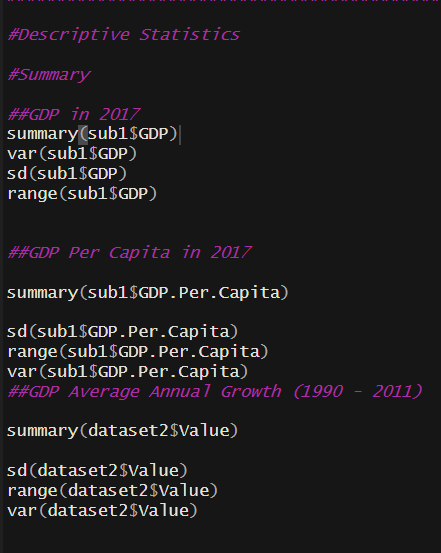 #Descriptive Statistics
#Summary
##GDP in 2017
summary(sub1$GDP)
var(sub1$GDP)
sd(sub1$GDP)
range(sub1$GDP)
##GDP Per Capita in 2017
summary(sub1$GDP.Per.Capita)
sd(sub1$GDP.Per.Capita)
range(sub1$GDP.Per.Capita)
var(sub1$GDP.Per.Capita)
##GDP Average Annual Growth (1990 - 2011)
summary(dataset2$Value)
sd(dataset2$Value)
range(dataset2$Value)
var(dataset2$Value)